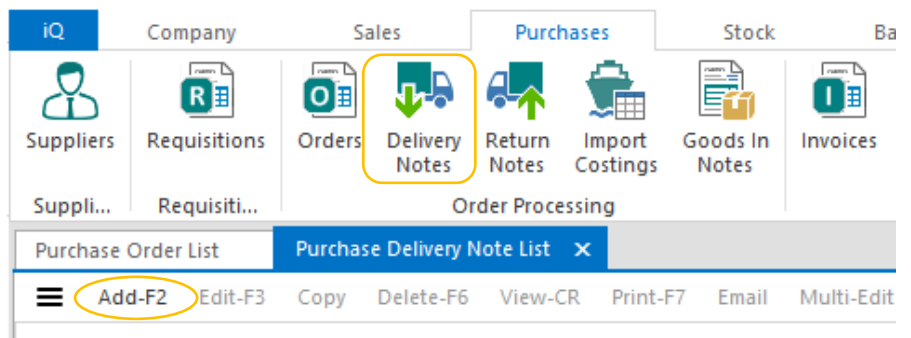 iQ Company Sales Purchases Stock Ba
R O I
Suppliers Requisitions Orders Delivery Notes Return Notes Import Costings Goods In Notes Invoices
Suppli... Requisiti... Order Processing
Purchase Order List Purchase Delivery Note List ×
Add-F2 Edit-F3 Copy Delete-F6 View-CR Print-F7 Email Multi-Edit